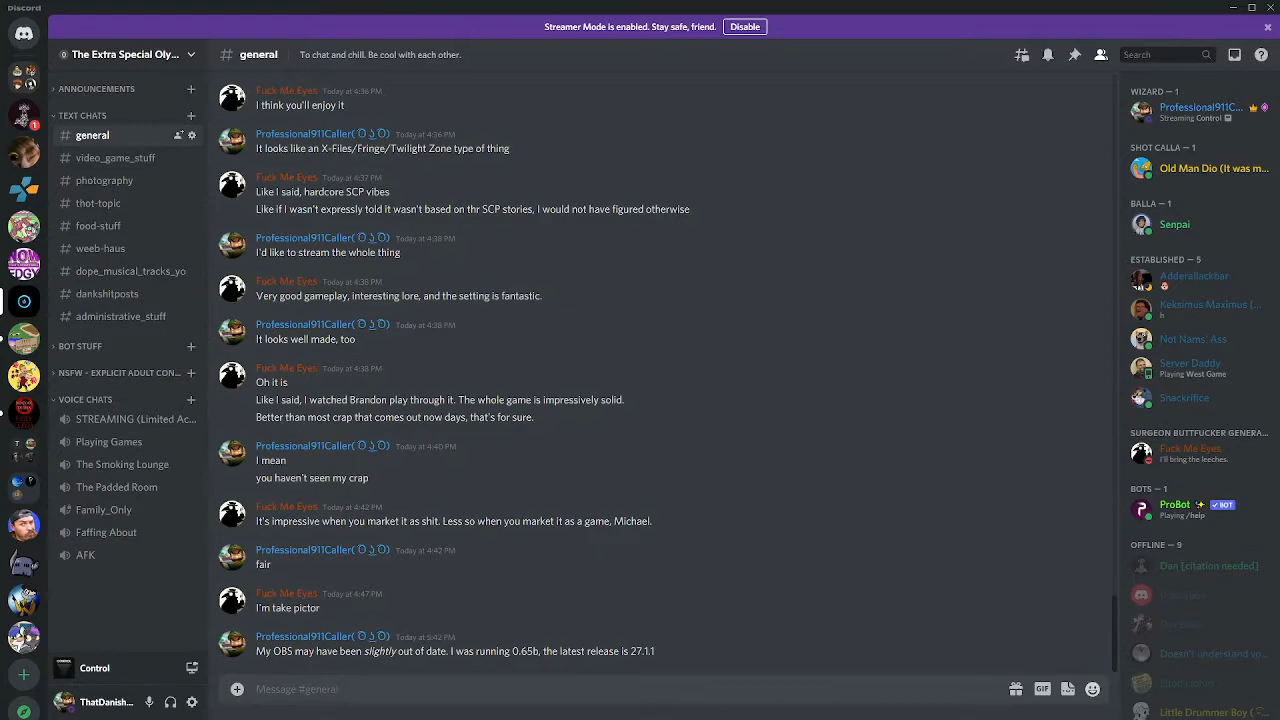 Discord
Streamer Mode is enabled. Stay safe, friend. Disable
The Extra Special Oly...
general To chat and chill. Be cool with each other. Search
ANNOUNCEMENTS
TEXT CHATS
general
video_game_stuff
photography
thot-topic
food-stuff
weeb-haus
dope_musical_tracks_yo
dankshitposts
administrative_stuff
BOT STUFF
NSFW - EXPLICIT ADULT CON...
VOICE CHATS
STREAMING (Limited Ac...
Playing Games
The Smoking Lounge
The Padded Room
Family_Only
Faffing About
AFK
Control
ThatDanish...
Fuck Me Eyes Today at 4:36 PM
I think you'll enjoy it
Professional911Caller( ͡ʘ ͜ʖ ͡ʘ) Today at 4:36 PM
It looks like an X-Files/Fringe/Twilight Zone type of thing
Fuck Me Eyes Today at 4:37 PM
Like I said, hardcore SCP vibes
Like if I wasn't expressly told it wasn't based on thr SCP stories, I would not have figured otherwise
Professional911Caller( ͡ʘ ͜ʖ ͡ʘ) Today at 4:38 PM
I'd like to stream the whole thing
Fuck Me Eyes Today at 4:38 PM
Very good gameplay, interesting lore, and the setting is fantastic.
Professional911Caller( ͡ʘ ͜ʖ ͡ʘ) Today at 4:38 PM
It looks well made, too
Fuck Me Eyes Today at 4:38 PM
Oh it is
Like I said, I watched Brandon play through it. The whole game is impressively solid.
Better than most crap that comes out now days, that's for sure.
Professional911Caller( ͡ʘ ͜ʖ ͡ʘ) Today at 4:40 PM
I mean
you haven't seen my crap
Fuck Me Eyes Today at 4:42 PM
It's impressive when you market it as shit. Less so when you market it as a game, Michael.
Professional911Caller( ͡ʘ ͜ʖ ͡ʘ) Today at 4:42 PM
fair
Fuck Me Eyes Today at 4:47 PM
I'm take pictor
Professional911Caller( ͡ʘ ͜ʖ ͡ʘ) Today at 5:42 PM
My OBS may have been slightly out of date. I was running 0.65b, the latest release is 27.1.1
Message #general
GIF
WIZARD — 1
Professional911C...
Streaming Control
SHOT CALLA — 1
Old Man Dio (It was m...
BALLA — 1
Senpai
ESTABLISHED — 5
Adderallackbar
Keksimus Maximus (...
h
Not Nams' Ass
Server Daddy
Playing West Game
Snackrifice
SURGEON BUTTFUCKER GENERA...
Fuck Me Eyes
I'll bring the leeches.
BOTS — 1
ProBot ✨ BOT
Playing /help
OFFLINE — 9
Dan [citation needed]
Doesn't understand yo...
Little Drummer Boy (